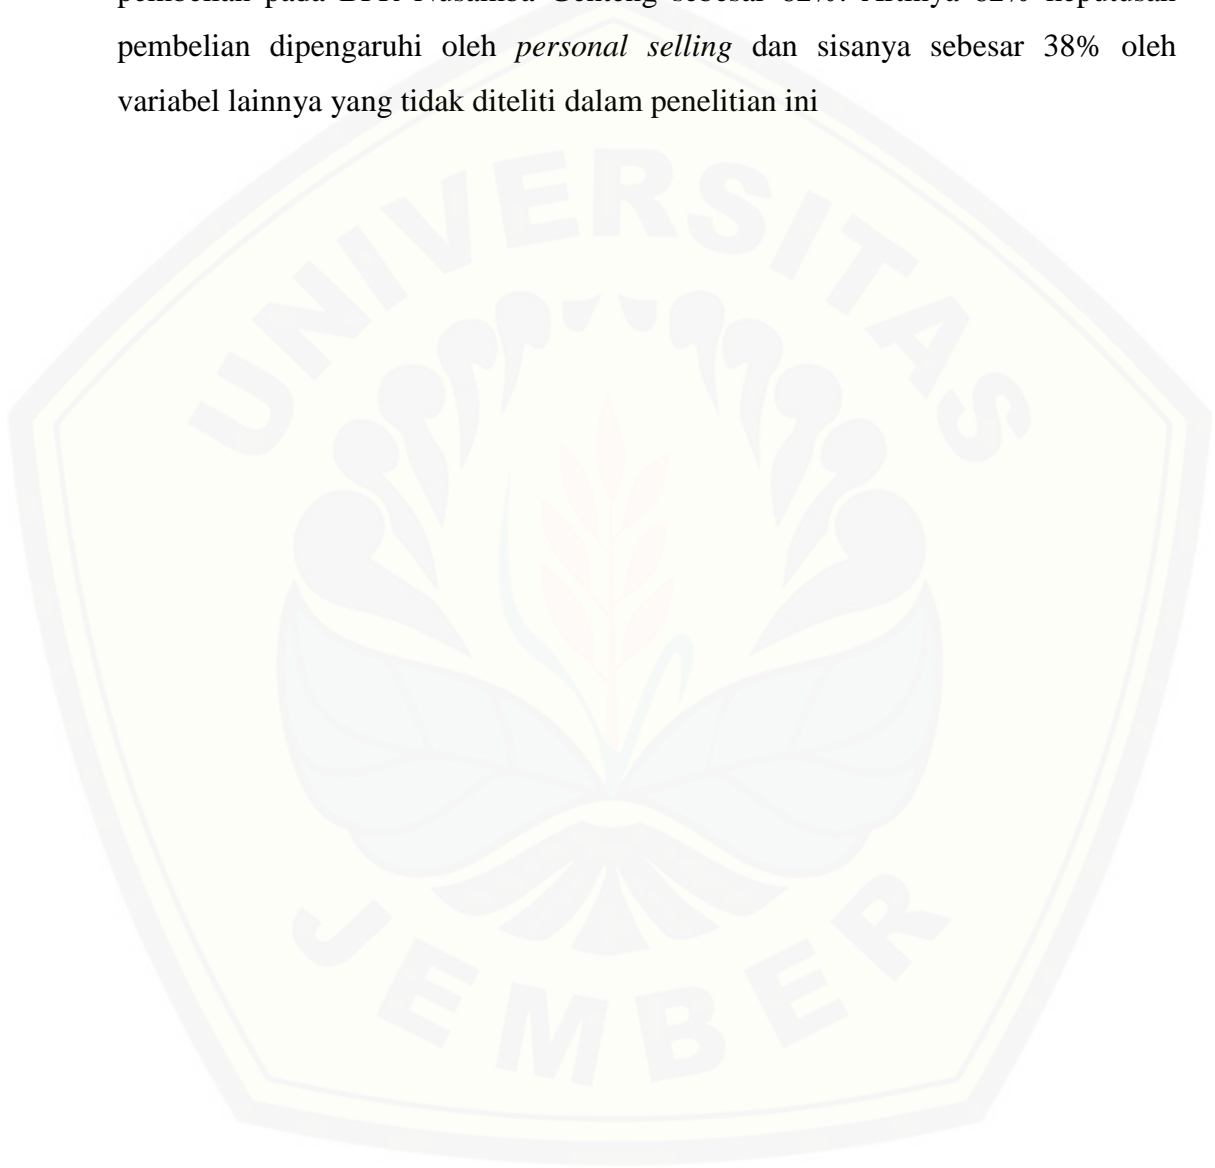 pembelian pada BPR Nusamba Genteng sebesar 62%. Artinya 62% keputusan
pembelian dipengaruhi oleh personal selling dan sisanya sebesar 38% oleh
variabel lainnya yang tidak diteliti dalam penelitian ini
UNIVERSITAS
JEMBER